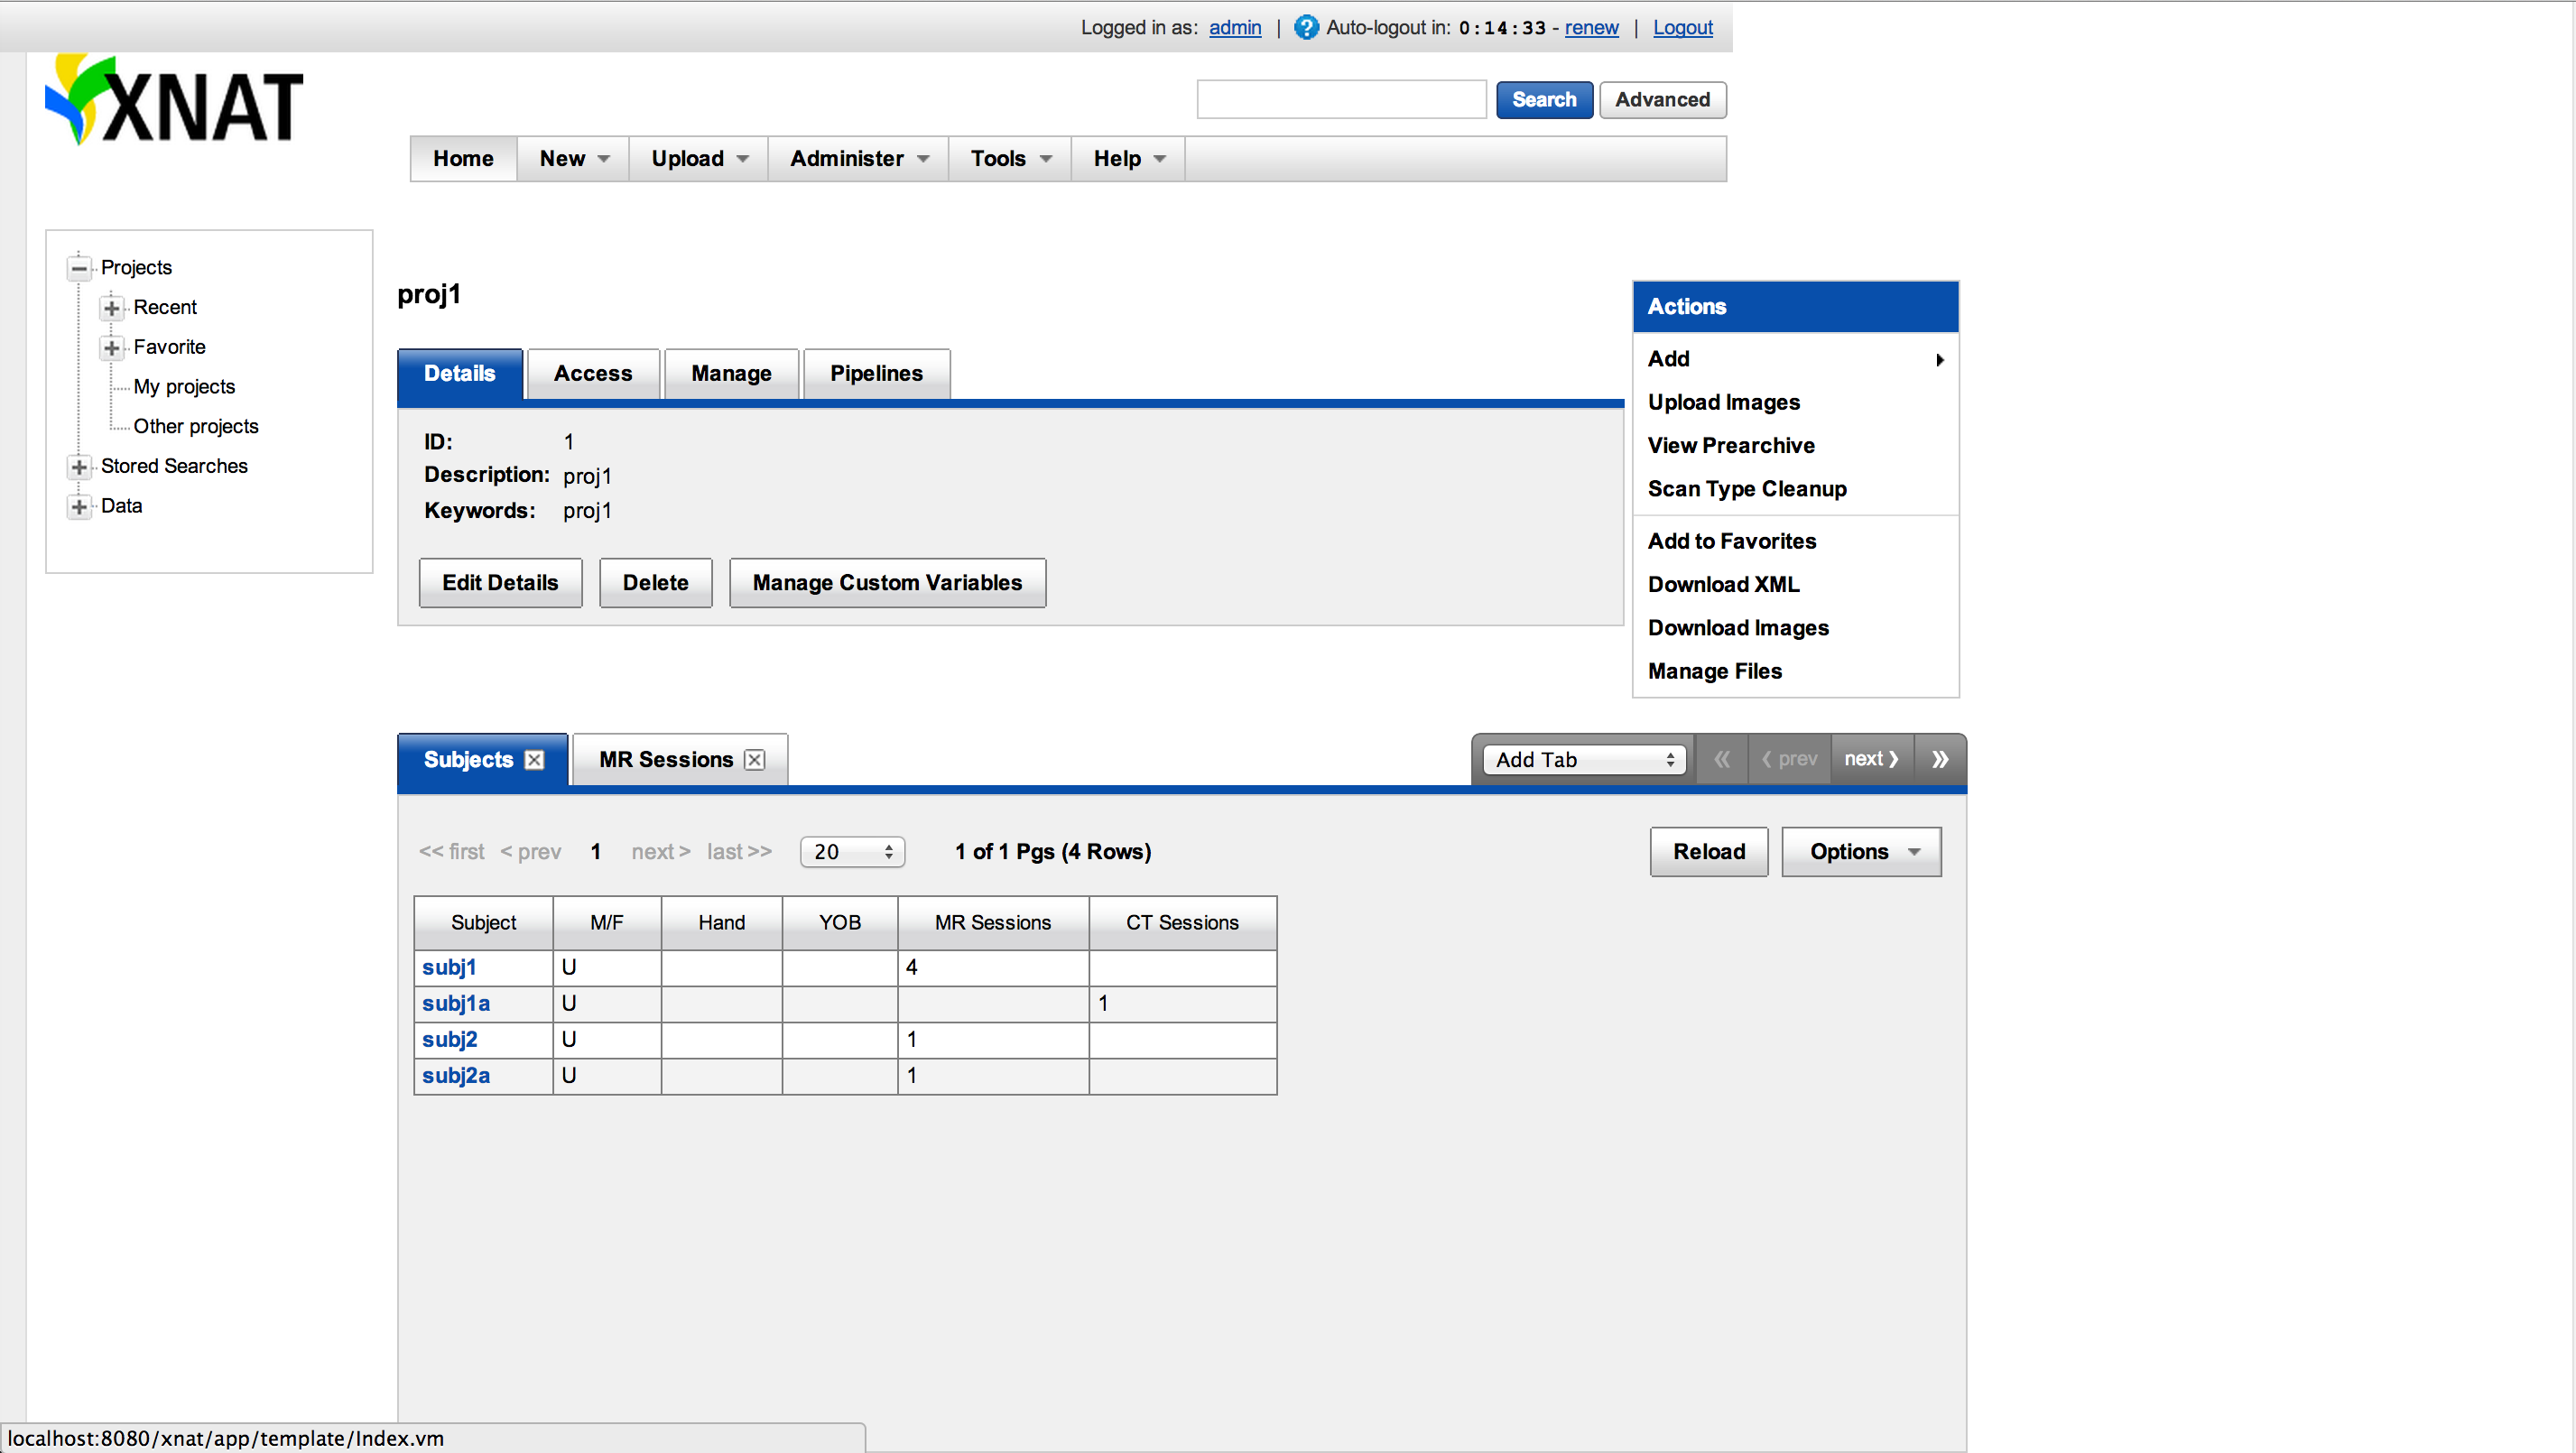 Logged in as: admin | ? Auto-logout in: 0:14:33 - renew | Logout
XNAT
Search Advanced
Home New Upload Administer Tools Help
Projects
Recent
Favorite
My projects
Other projects
Stored Searches
Data
proj1
Details Access Manage Pipelines
ID: 1
Description: proj1
Keywords: proj1
Edit Details Delete Manage Custom Variables
Actions
Add
Upload Images
View Prearchive
Scan Type Cleanup
Add to Favorites
Download XML
Download Images
Manage Files
Subjects MR Sessions Add Tab « ‹ prev next › »
<< first < prev 1 next > last >> 20 1 of 1 Pgs (4 Rows) Reload Options
Subject M/F Hand YOB MR Sessions CT Sessions
subj1 U 4
subj1a U 1
subj2 U 1
subj2a U 1
localhost:8080/xnat/app/template/Index.vm